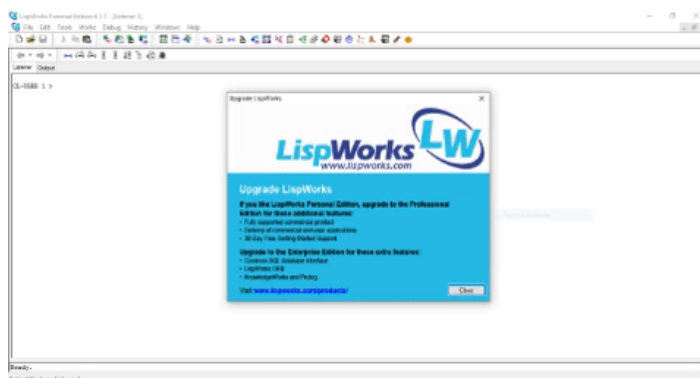 LispWorks Personal Edition 6.1.1 - [Listener 1]
File Edit Tools Works Debug History Windows Help
Listener Output
CL-USER 1 >
Upgrade LispWorks
LispWorks
LW
www.lispworks.com
Upgrade LispWorks
If you like LispWorks Personal Edition, upgrade to the Professional
Edition for these additional features:
- Fully supported commercial product
- Delivery of commercial end-user applications
- 30-Day Free Getting Started Support
Upgrade to the Enterprise Edition for these extra features:
- Common SQL database interface
- LispWorks ORB
- KnowledgeWorks and Prolog
Visit www.lispworks.com/products/
Close
Ready.